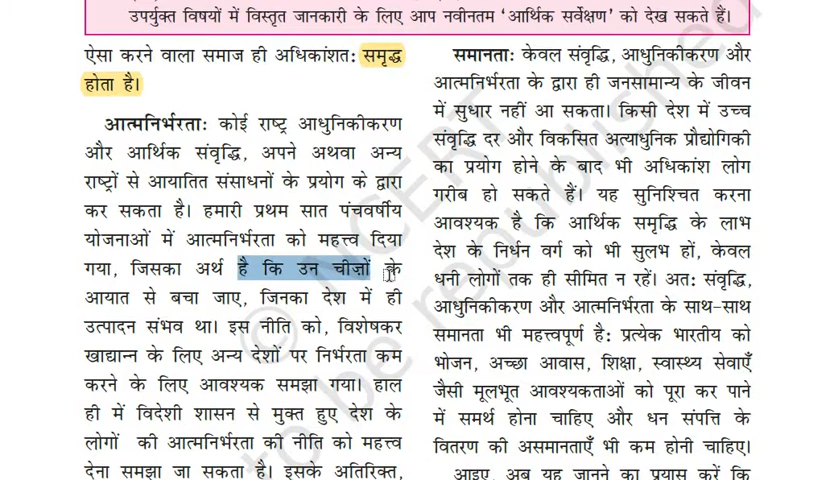 उपर्युक्त विषयों में विस्तृत जानकारी के लिए आप नवीनतम ‘आर्थिक सर्वेक्षण’ को देख सकते हैं।
ऐसा करने वाला समाज ही अधिकांशत: समृद्ध
होता है।
आत्मनिर्भरता: कोई राष्ट्र आधुनिकीकरण
और आर्थिक संवृद्धि, अपने अथवा अन्य
राष्ट्रों से आयातित संसाधनों के प्रयोग के द्वारा
कर सकता है। हमारी प्रथम सात पंचवर्षीय
योजनाओं में आत्मनिर्भरता को महत्त्व दिया
गया, जिसका अर्थ है कि उन चीज़ों के
आयात से बचा जाए, जिनका देश में ही
उत्पादन संभव था। इस नीति को, विशेषकर
खाद्यान्न के लिए अन्य देशों पर निर्भरता कम
करने के लिए आवश्यक समझा गया। हाल
ही में विदेशी शासन से मुक्त हुए देश के
लोगों की आत्मनिर्भरता की नीति को महत्त्व
देना समझा जा सकता है। इसके अतिरिक्त,
समानता: केवल संवृद्धि, आधुनिकीकरण और
आत्मनिर्भरता के द्वारा ही जनसामान्य के जीवन
में सुधार नहीं आ सकता। किसी देश में उच्च
संवृद्धि दर और विकसित अत्याधुनिक प्रौद्योगिकी
का प्रयोग होने के बाद भी अधिकांश लोग
गरीब हो सकते हैं। यह सुनिश्चित करना
आवश्यक है कि आर्थिक समृद्धि के लाभ
देश के निर्धन वर्ग को भी सुलभ हों, केवल
धनी लोगों तक ही सीमित न रहें। अत: संवृद्धि,
आधुनिकीकरण और आत्मनिर्भरता के साथ-साथ
समानता भी महत्त्वपूर्ण है: प्रत्येक भारतीय को
भोजन, अच्छा आवास, शिक्षा, स्वास्थ्य सेवाएँ
जैसी मूलभूत आवश्यकताओं को पूरा कर पाने
में समर्थ होना चाहिए और धन संपत्ति के
वितरण की असमानताएँ भी कम होनी चाहिए।
आइए, अब यह जानने का प्रयास करें कि
© NCERT
to be republished